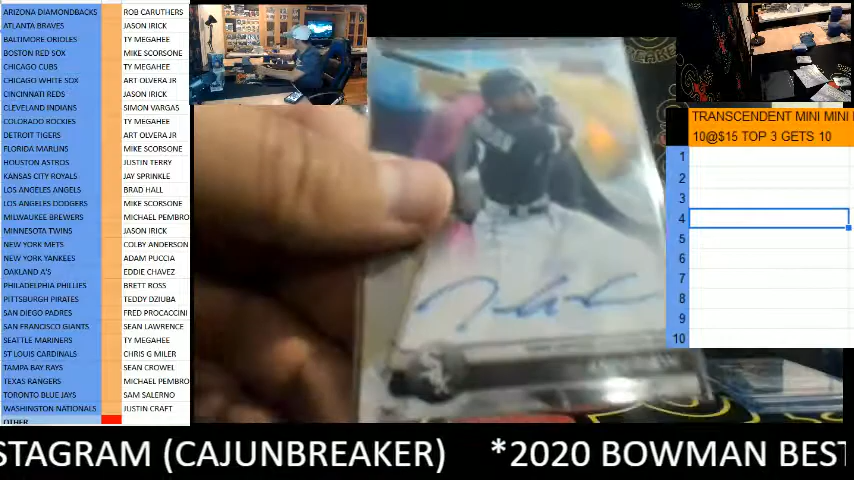 ARIZONA DIAMONDBACKS ROB CARUTHERS
ATLANTA BRAVES JASON IRICK
BALTIMORE ORIOLES TY MEGAHEE
BOSTON RED SOX MIKE SCORSONE
CHICAGO CUBS TY MEGAHEE
CHICAGO WHITE SOX ART OLVERA JR
CINCINNATI REDS JASON IRICK
CLEVELAND INDIANS SIMON VARGAS
COLORADO ROCKIES TY MEGAHEE
DETROIT TIGERS ART OLVERA JR
FLORIDA MARLINS MIKE SCORSONE
HOUSTON ASTROS JUSTIN TERRY
KANSAS CITY ROYALS JAY SPRINKLE
LOS ANGELES ANGELS BRAD HALL
LOS ANGELES DODGERS MIKE SCORSONE
MILWAUKEE BREWERS MICHAEL PEMBRO
MINNESOTA TWINS JASON IRICK
NEW YORK METS COLBY ANDERSON
NEW YORK YANKEES ADAM PUCCIA
OAKLAND A'S EDDIE CHAVEZ
PHILADELPHIA PHILLIES BRETT ROSS
PITTSBURGH PIRATES TEDDY DZIUBA
SAN DIEGO PADRES FRED PROCACCINI
SAN FRANCISCO GIANTS SEAN LAWRENCE
SEATTLE MARINERS TY MEGAHEE
ST LOUIS CARDINALS CHRIS G MILER
TAMPA BAY RAYS SEAN CROWEL
TEXAS RANGERS MICHAEL PEMBRO
TORONTO BLUE JAYS SAM SALERNO
WASHINGTON NATIONALS JUSTIN CRAFT
OTHER
TRANSCENDENT MINI MINI
10@$15 TOP 3 GETS 10
1
2
3
4
5
6
7
8
9
10
STAGRAM (CAJUNBREAKER) *2020 BOWMAN BEST